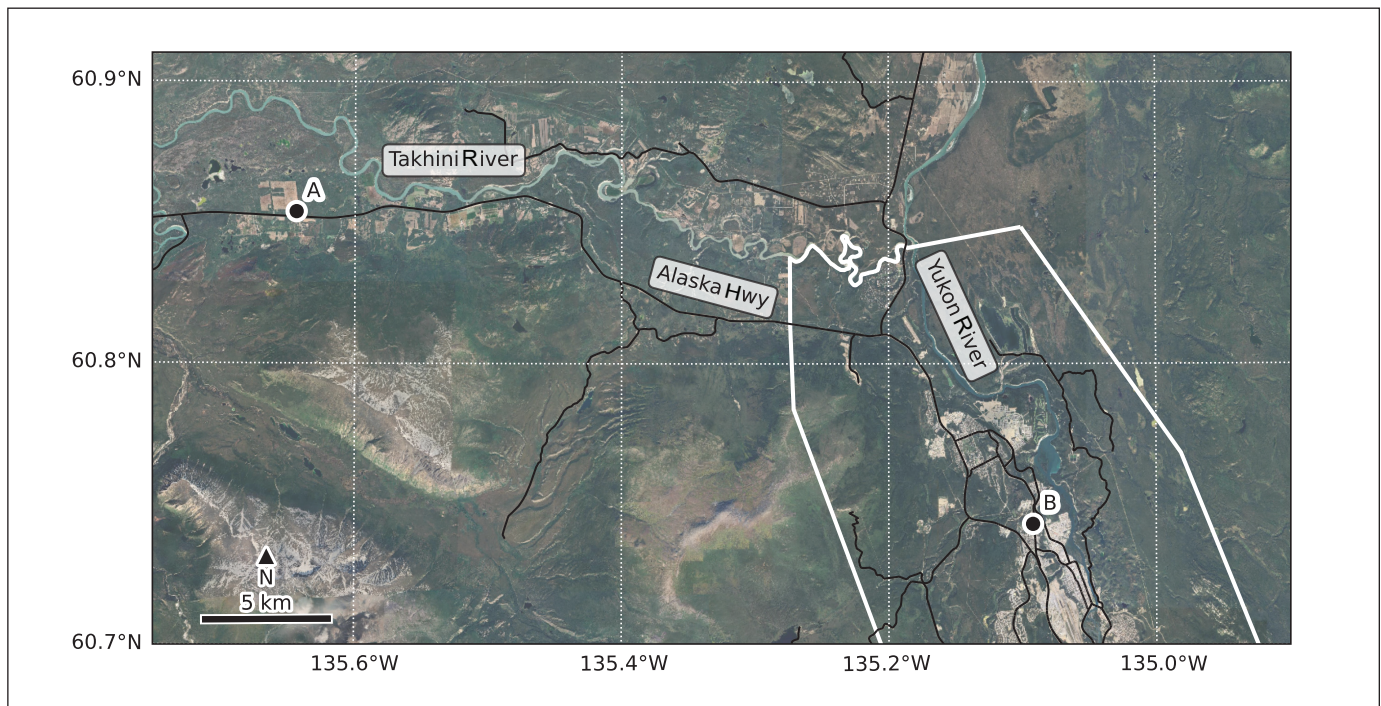 60.9°N
A
Takhini River
Alaska Hwy
Yukon River
60.8°N
B
N
5 km
60.7°N
135.6°W
135.4°W
135.2°W
135.0°W